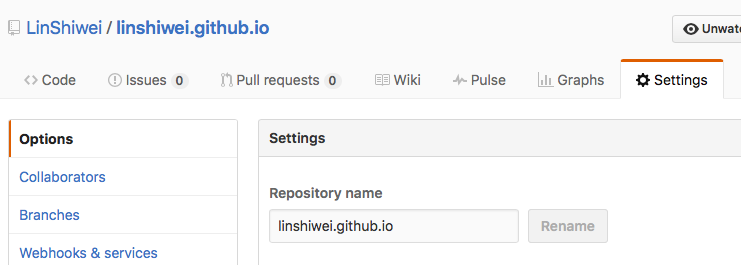 LinShiwei / linshiwei.github.io
Unwatc
Code Issues 0 Pull requests 0 Wiki Pulse Graphs Settings
Options
Settings
Collaborators
Repository name
Branches
linshiwei.github.io Rename
Webhooks & services